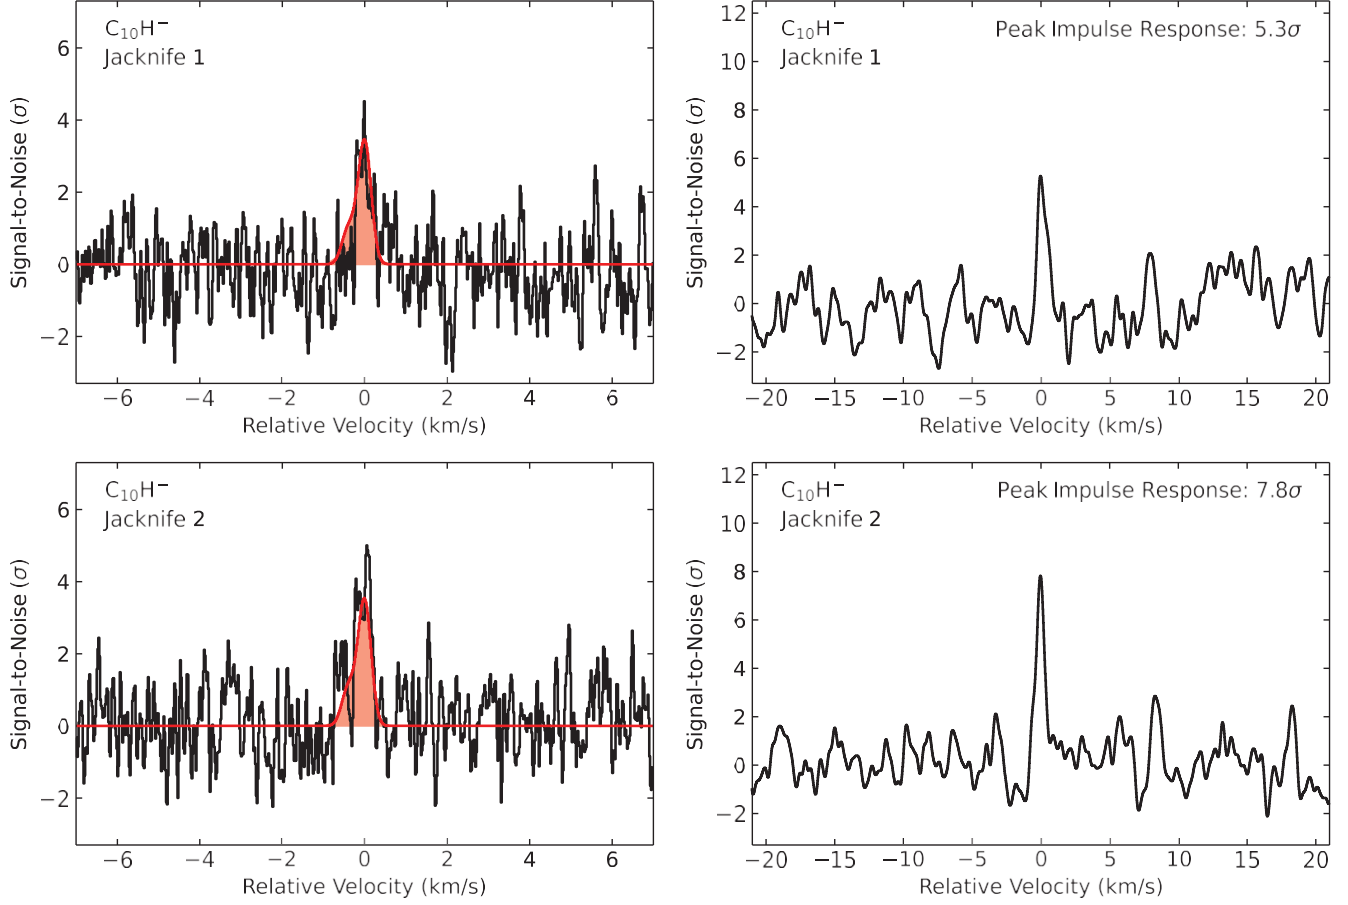 C₁₀H⁻
Jacknife 1
Signal-to-Noise (σ)
6
4
2
0
−2
−6 −4 −2 0 2 4 6
Relative Velocity (km/s)
C₁₀H⁻
Jacknife 1
Peak Impulse Response: 5.3σ
Signal-to-Noise (σ)
12
10
8
6
4
2
0
−2
−20 −15 −10 −5 0 5 10 15 20
Relative Velocity (km/s)
C₁₀H⁻
Jacknife 2
Signal-to-Noise (σ)
6
4
2
0
−2
−6 −4 −2 0 2 4 6
Relative Velocity (km/s)
C₁₀H⁻
Jacknife 2
Peak Impulse Response: 7.8σ
Signal-to-Noise (σ)
12
10
8
6
4
2
0
−2
−20 −15 −10 −5 0 5 10 15 20
Relative Velocity (km/s)